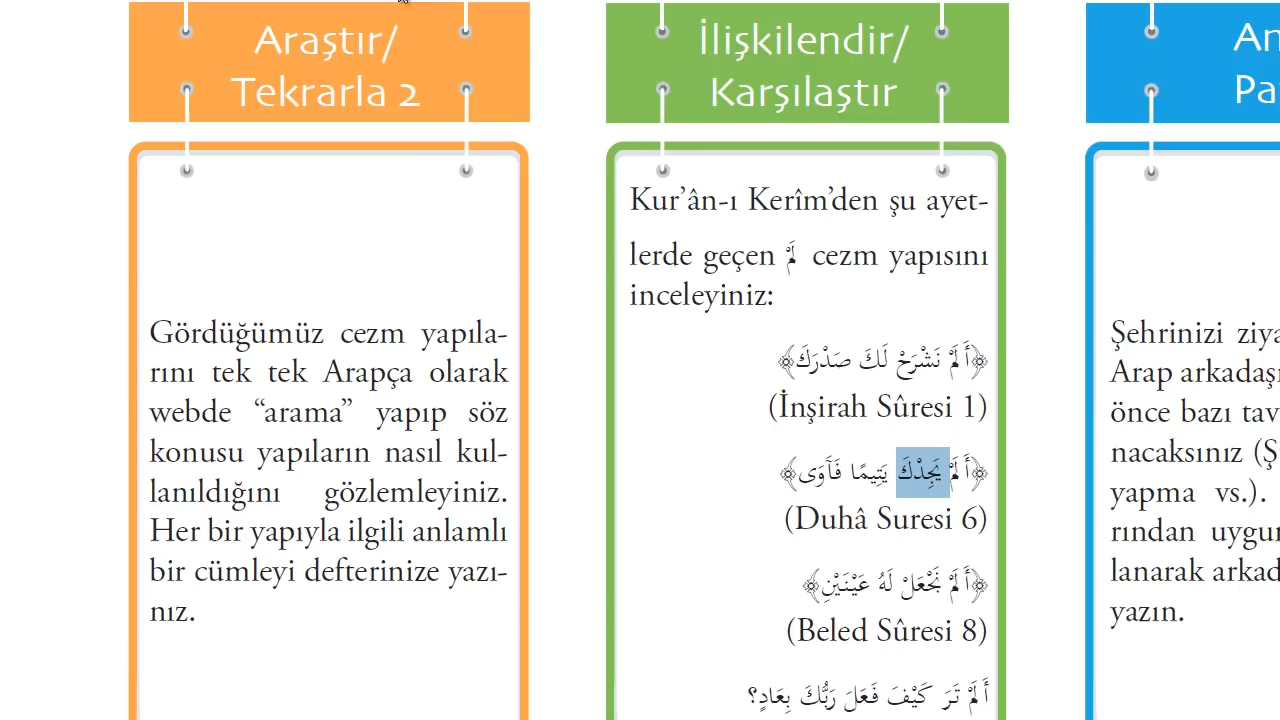 Araştır/
Tekrarla 2
Gördüğümüz cezm yapıla-
rını tek tek Arapça olarak
webde “arama” yapıp söz
konusu yapıların nasıl kul-
lanıldığını gözlemleyiniz.
Her bir yapıyla ilgili anlamlı
bir cümleyi defterinize yazı-
nız.
İlişkilendir/
Karşılaştır
Kur’ân-ı Kerîm’den şu ayet-
lerde geçen لَمْ cezm yapısını
inceleyiniz:
﴿أَلَمْ نَشْرَحْ لَكَ صَدْرَكَ﴾
(İnşirah Sûresi 1)
﴿أَلَمْ يَجِدْكَ يَتِيمًا فَآوَى﴾
(Duhâ Suresi 6)
﴿أَلَمْ نَجْعَلْ لَهُ عَيْنَيْنِ﴾
(Beled Sûresi 8)
أَلَمْ تَرَ كَيْفَ فَعَلَ رَبُّكَ بِعَادٍ؟
An
Pa
Şehrinizi ziya
Arap arkadaşı
önce bazı tav
nacaksınız (Ş
yapma vs.).
rından uygun
lanarak arkad
yazın.